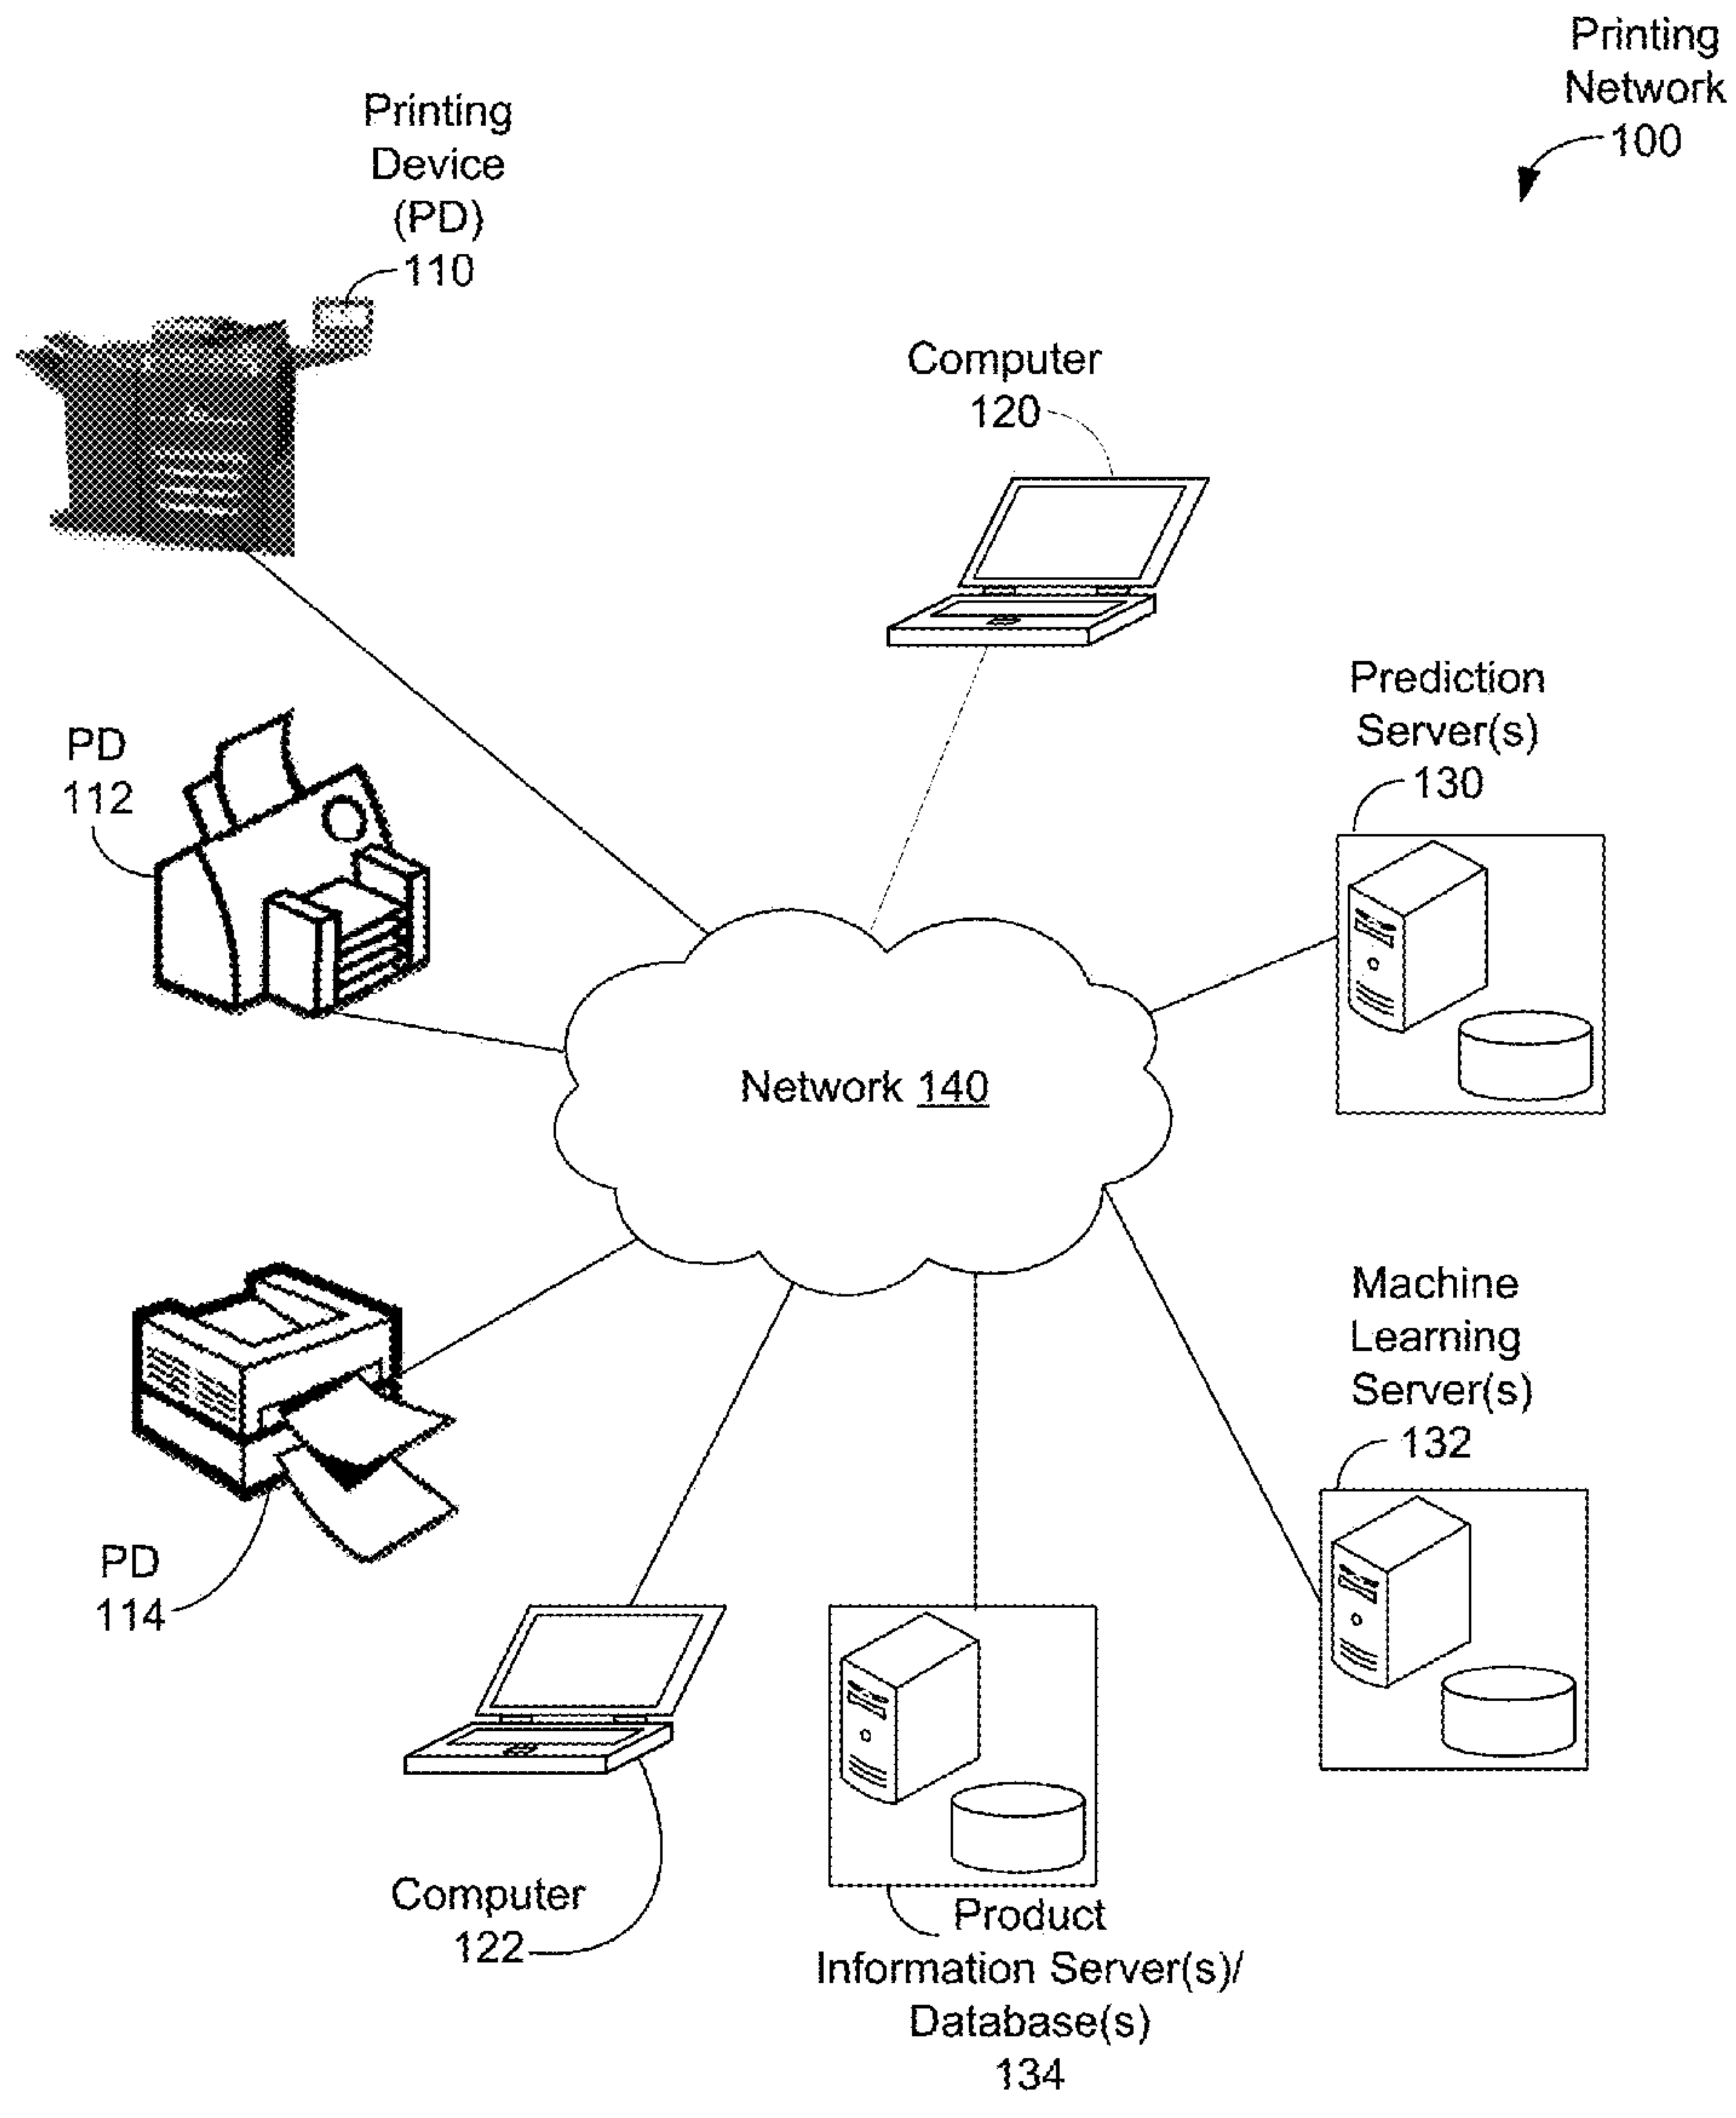 Printing
Network
100
Printing
Device
(PD)
110
Computer
120
Prediction
Server(s)
130
PD
112
Network 140
Machine
Learning
Server(s)
132
PD
114
Computer
122
Product
Information Server(s)/
Database(s)
134